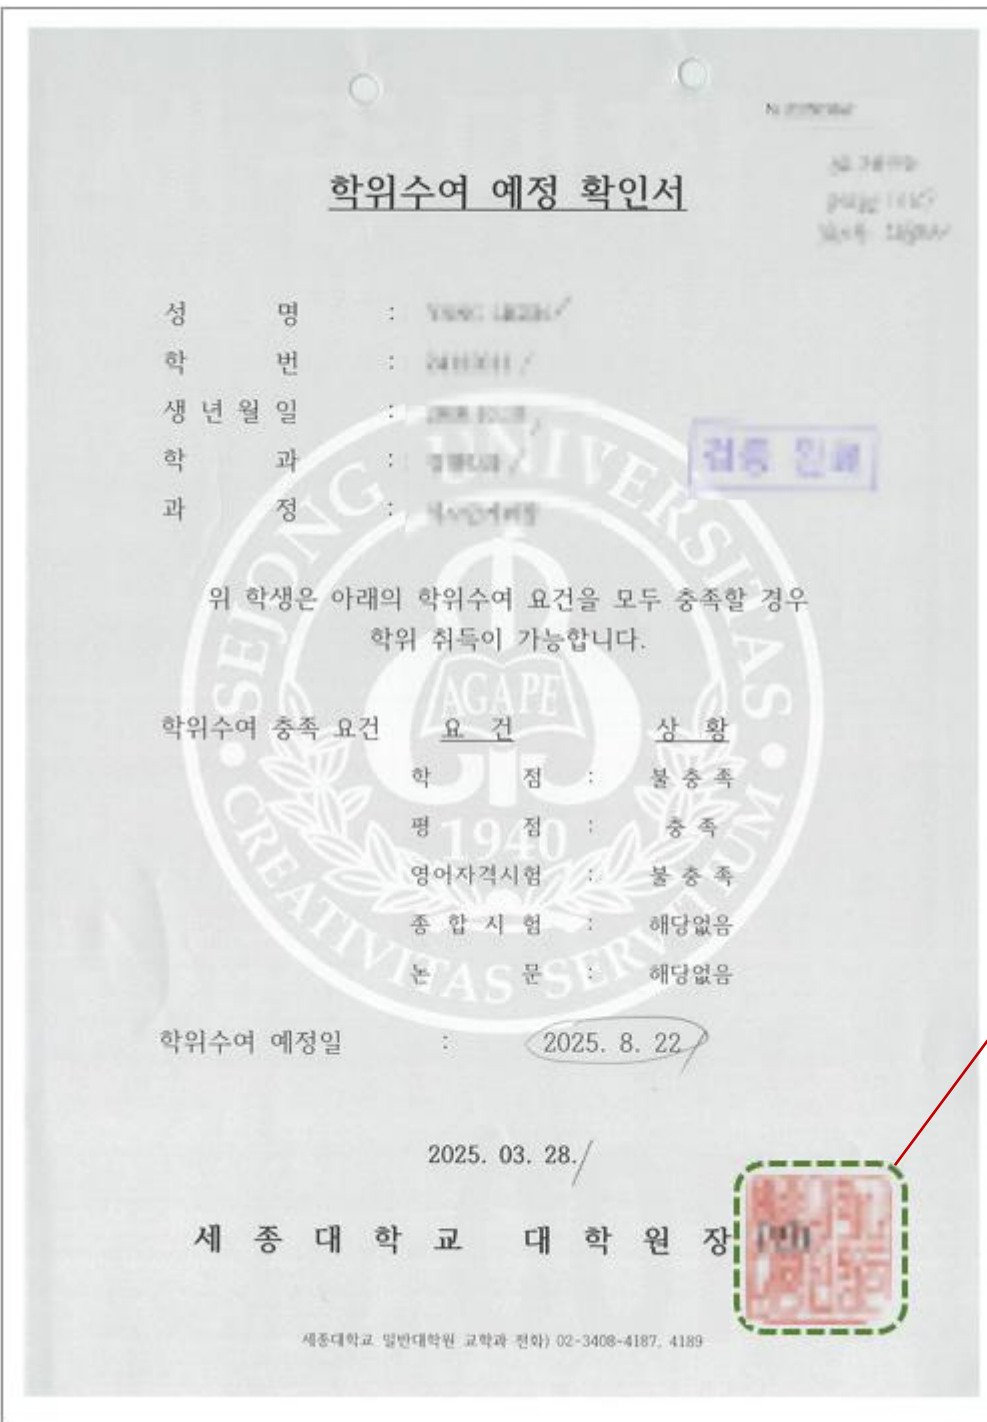 학위수여 예정 확인서
성 명 :
학 번 :
생 년 월 일 :
학 과 :
과 정 :
위 학생은 아래의 학위수여 요건을 모두 충족할 경우
학위 취득이 가능합니다.
학위수여 충족 요건 요 건 상 황
학 점 : 불 충 족
평 점 : 충 족
영어자격시험 : 불 충 족
종 합 시 험 : 해당없음
논 문 : 해당없음
학위수여 예정일 : 2025. 8. 22
2025. 03. 28.
세 종 대 학 교 대 학 원 장
세종대학교 일반대학원 교학과 전화) 02-3408-4187, 4189
SEJONG UNIVERSITAS
AGAPE
1940
CREATIVITAS SERVITIUM